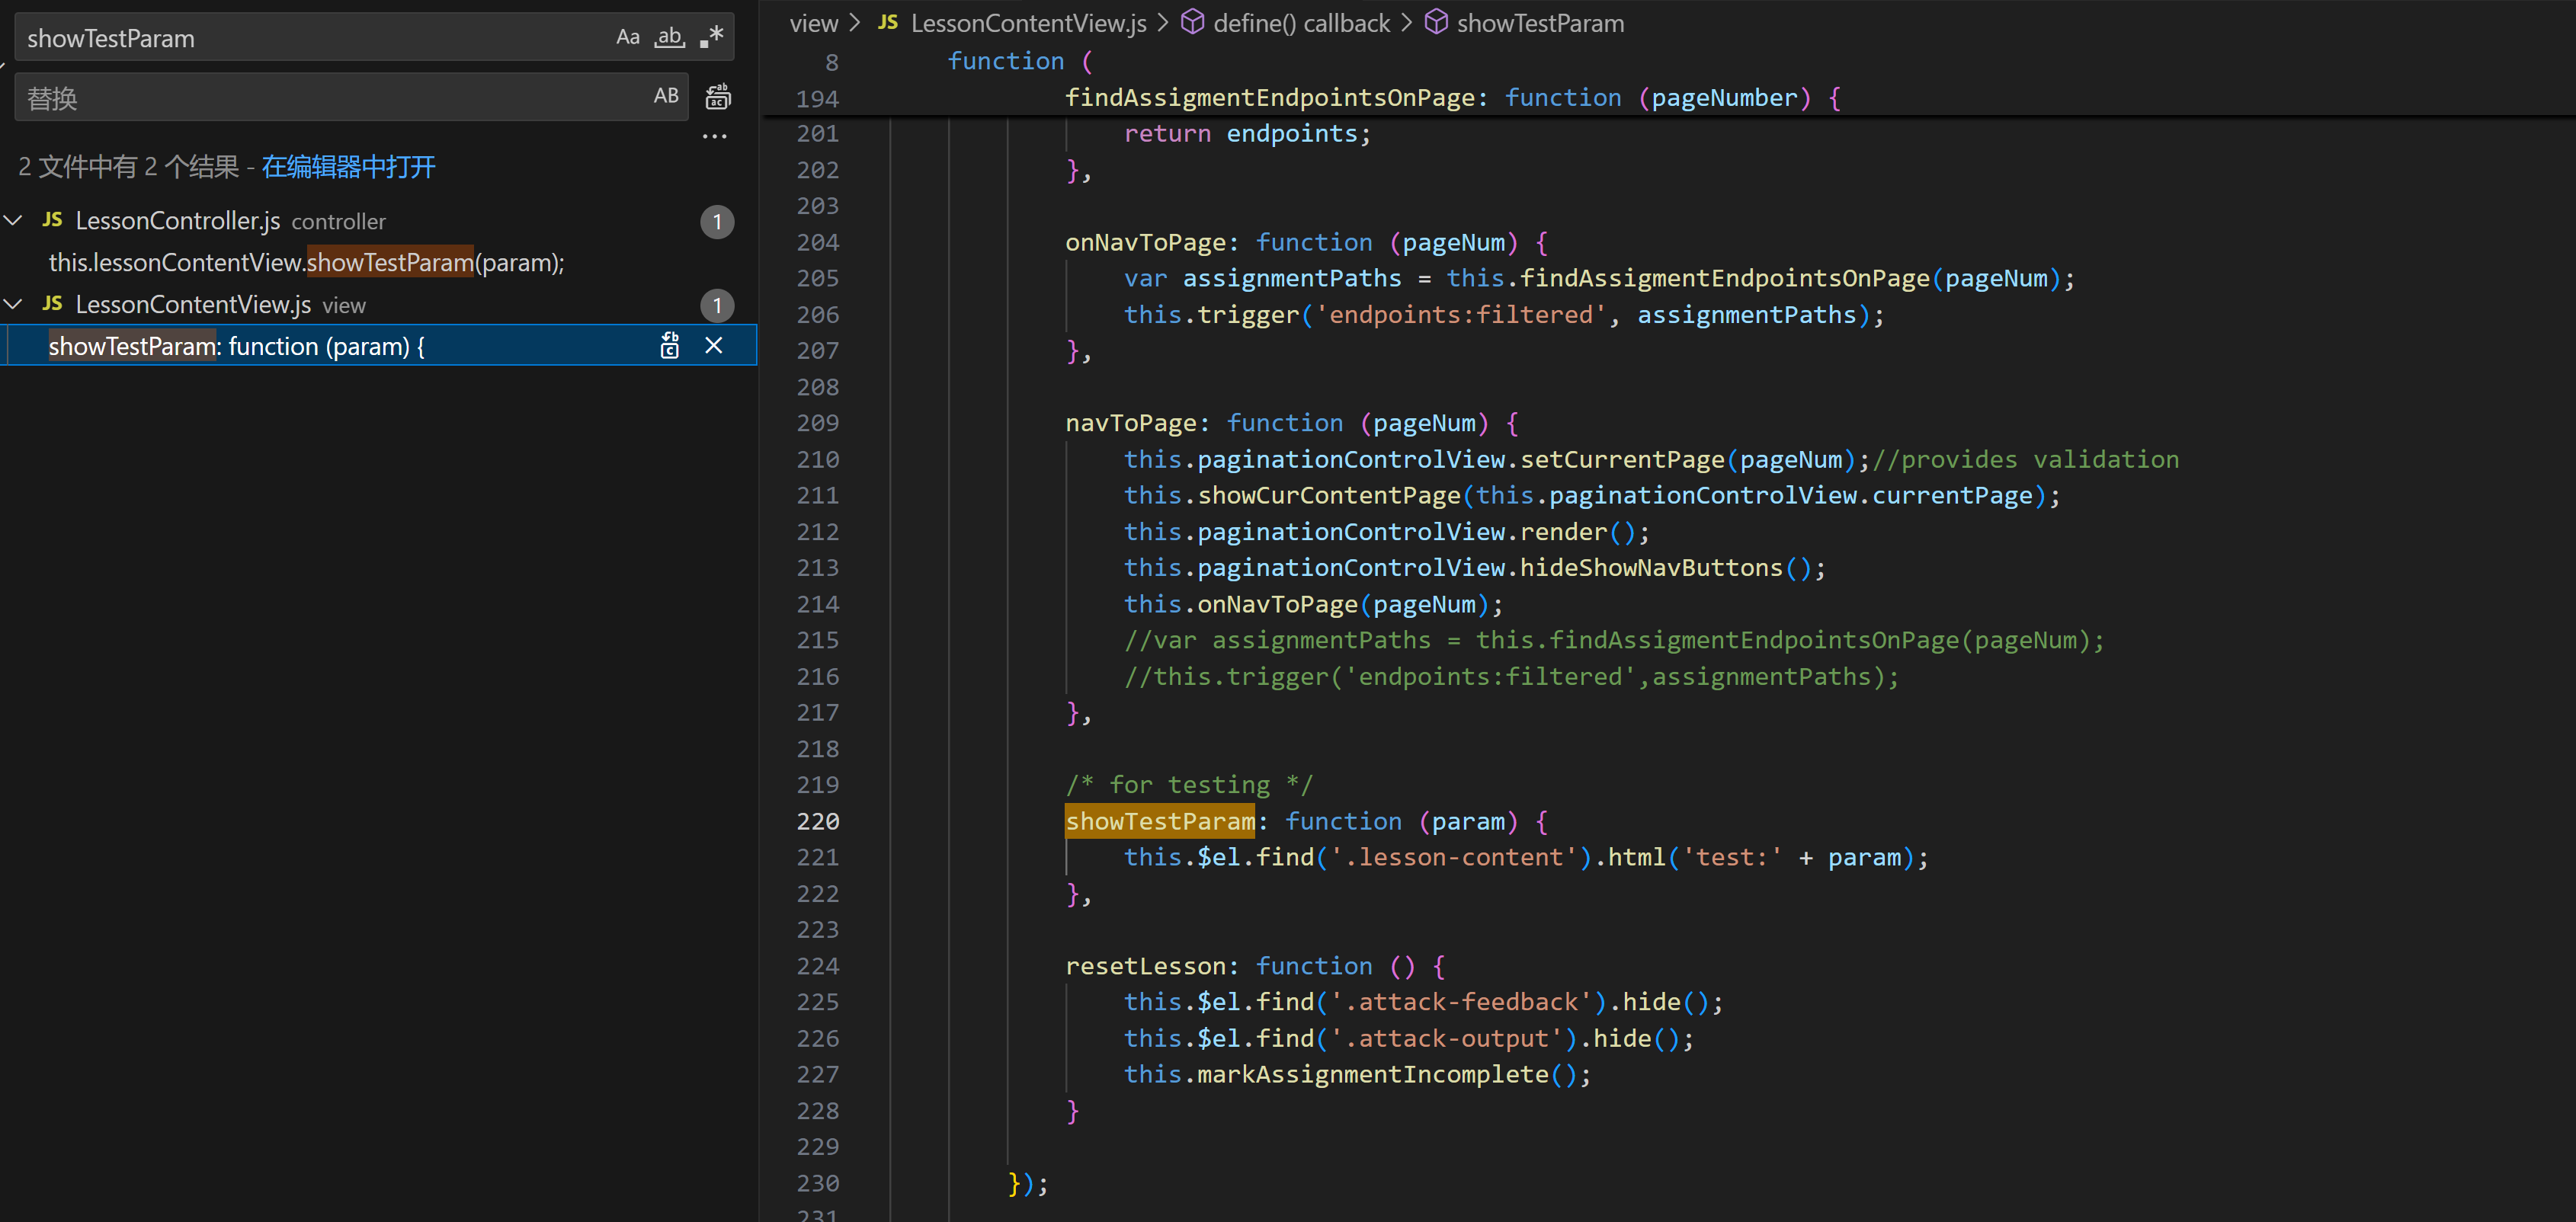 showTestParam
Aa ab .*
替换
AB
2 文件中有 2 个结果 - 在编辑器中打开
JS LessonController.js controller 1
this.lessonContentView.showTestParam(param);
JS LessonContentView.js view 1
showTestParam: function (param) {
view > JS LessonContentView.js > define() callback > showTestParam
8 function (
194 findAssigmentEndpointsOnPage: function (pageNumber) {
201 return endpoints;
202 },
203
204 onNavToPage: function (pageNum) {
205 var assignmentPaths = this.findAssigmentEndpointsOnPage(pageNum);
206 this.trigger('endpoints:filtered', assignmentPaths);
207 },
208
209 navToPage: function (pageNum) {
210 this.paginationControlView.setCurrentPage(pageNum);//provides validation
211 this.showCurContentPage(this.paginationControlView.currentPage);
212 this.paginationControlView.render();
213 this.paginationControlView.hideShowNavButtons();
214 this.onNavToPage(pageNum);
215 //var assignmentPaths = this.findAssigmentEndpointsOnPage(pageNum);
216 //this.trigger('endpoints:filtered',assignmentPaths);
217 },
218
219 /* for testing */
220 showTestParam: function (param) {
221 this.$el.find('.lesson-content').html('test:' + param);
222 },
223
224 resetLesson: function () {
225 this.$el.find('.attack-feedback').hide();
226 this.$el.find('.attack-output').hide();
227 this.markAssignmentIncomplete();
228 }
229
230 });
231